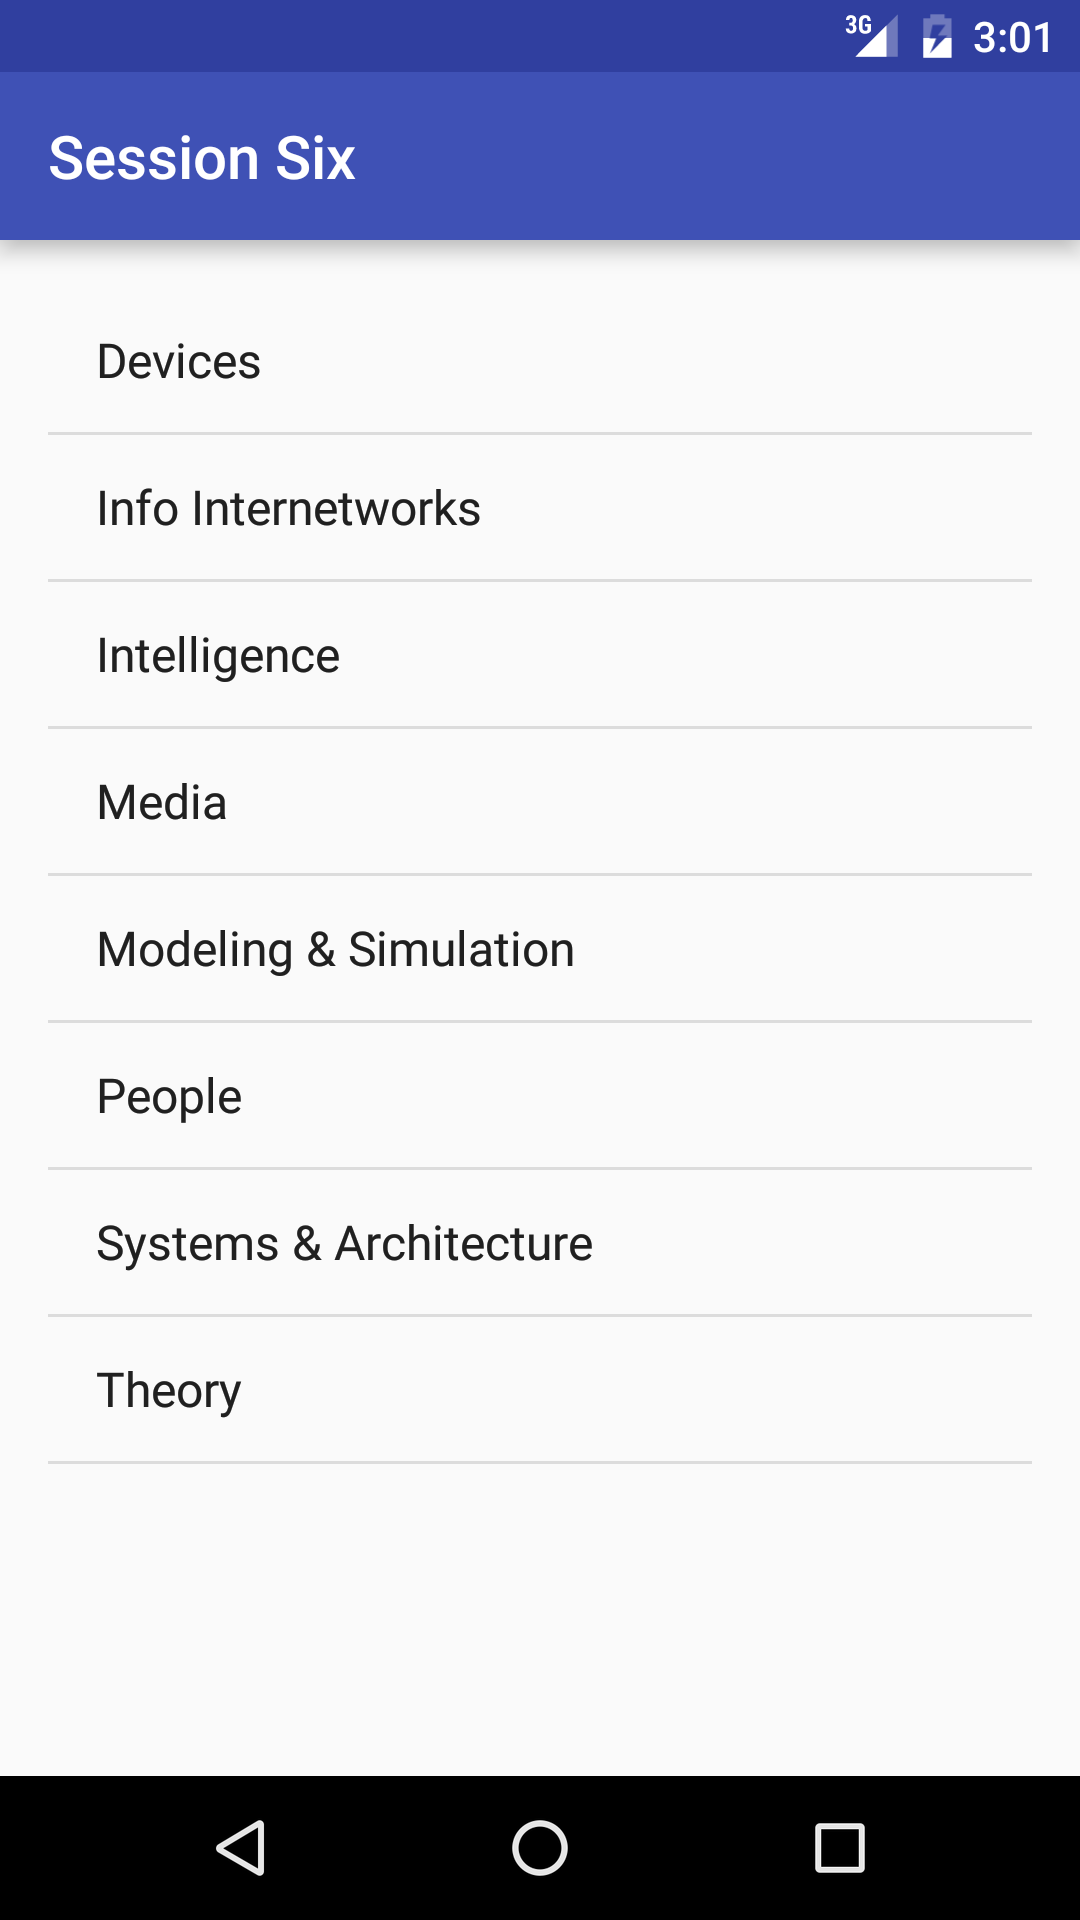 3G 3:01
Session Six
Devices
Info Internetworks
Intelligence
Media
Modeling & Simulation
People
Systems & Architecture
Theory